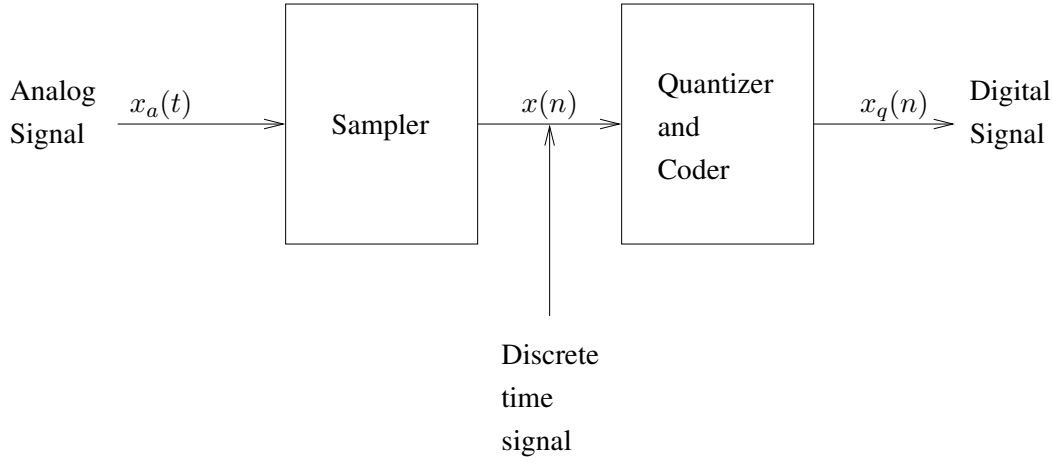 Analog
Signal
x_a(t)
Sampler
x(n)
Quantizer
and
Coder
x_q(n)
Digital
Signal
Discrete
time
signal